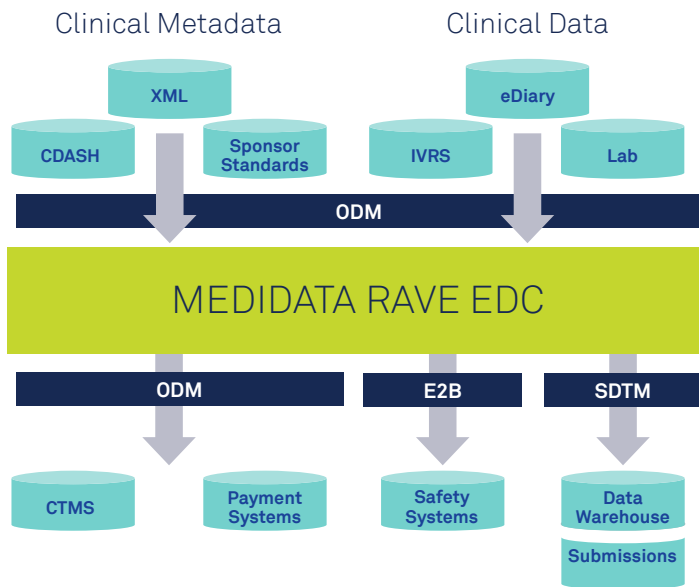 Clinical Metadata
Clinical Data
XML
eDiary
CDASH
Sponsor
Standards
IVRS
Lab
ODM
MEDIDATA RAVE EDC
ODM
E2B
SDTM
CTMS
Payment
Systems
Safety
Systems
Data
Warehouse
Submissions